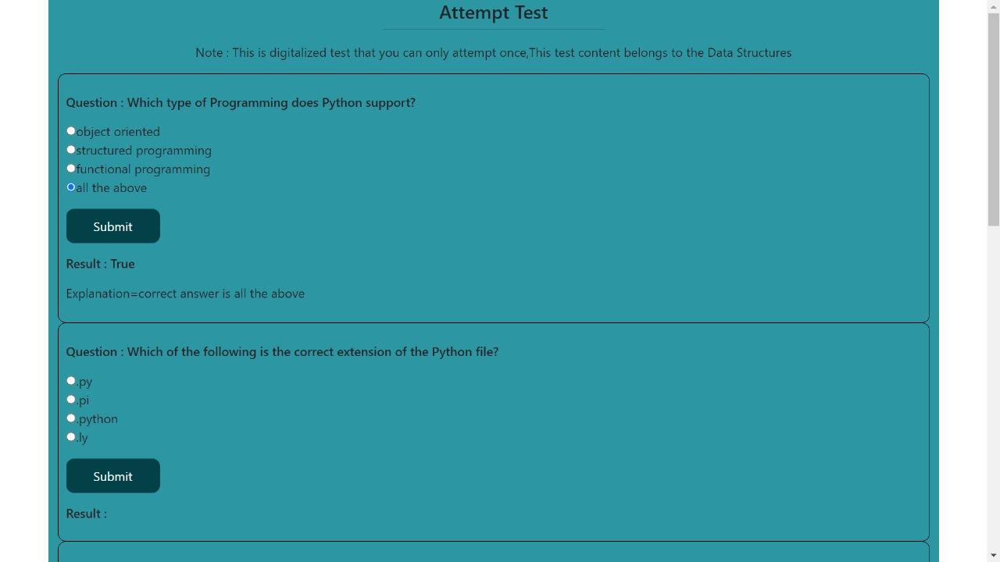 Attempt Test
Note : This is digitalized test that you can only attempt once,This test content belongs to the Data Structures
Question : Which type of Programming does Python support?
object oriented
structured programming
functional programming
all the above
Submit
Result : True
Explanation=correct answer is all the above
Question : Which of the following is the correct extension of the Python file?
.py
.pi
.python
.ly
Submit
Result :